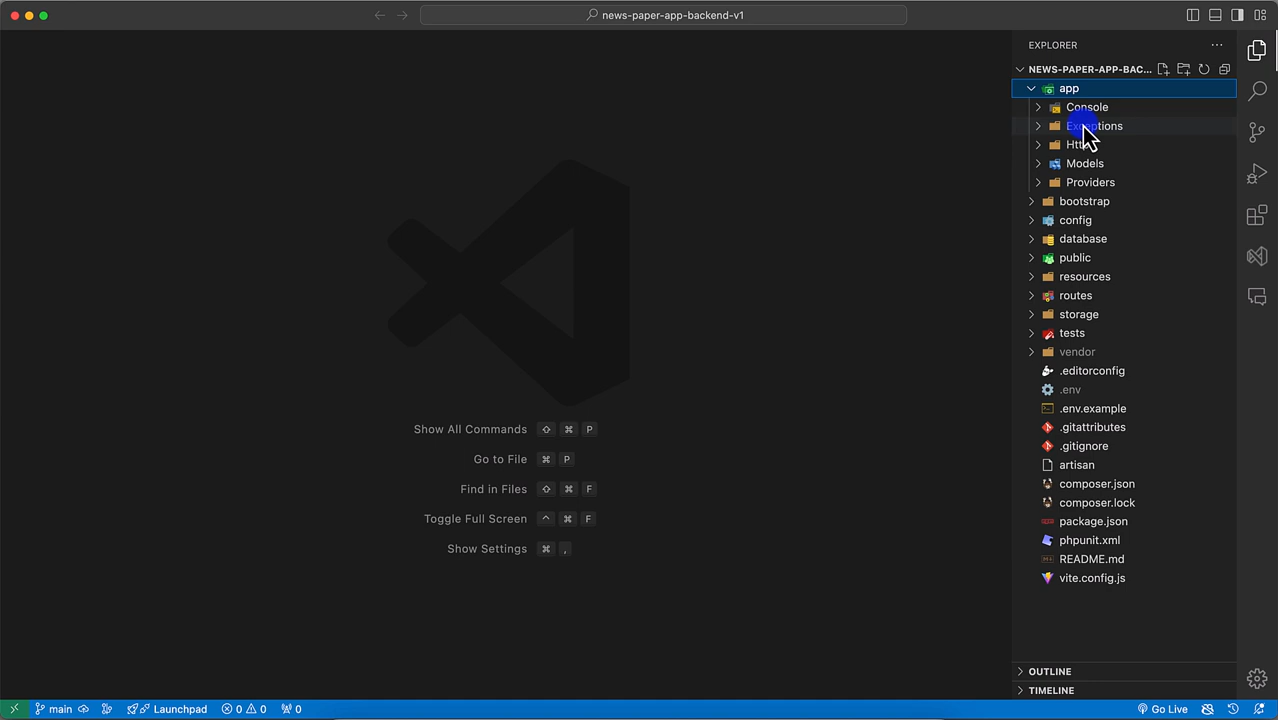 news-paper-app-backend-v1
EXPLORER
NEWS-PAPER-APP-BAC...
app
Console
Exceptions
Models
Providers
bootstrap
config
database
public
resources
routes
storage
tests
vendor
.editorconfig
.env
.env.example
.gitattributes
.gitignore
artisan
composer.json
composer.lock
package.json
phpunit.xml
README.md
vite.config.js
Show All Commands ⇧ ⌘ P
Go to File ⌘ P
Find in Files ⇧ ⌘ F
Toggle Full Screen ^ ⌘ F
Show Settings ⌘ ,
OUTLINE
TIMELINE
main Launchpad 0 0 0 Go Live